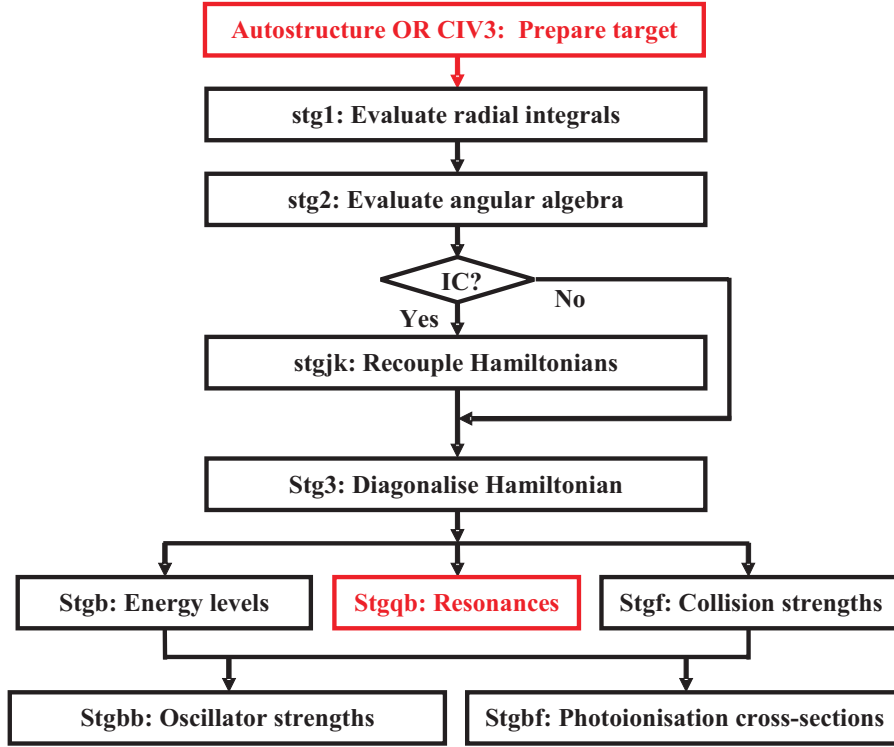 Autostructure OR CIV3: Prepare target
stg1: Evaluate radial integrals
stg2: Evaluate angular algebra
IC?
No
Yes
stgjk: Recouple Hamiltonians
Stg3: Diagonalise Hamiltonian
Stgb: Energy levels
Stgqb: Resonances
Stgf: Collision strengths
Stgbb: Oscillator strengths
Stgbf: Photoionisation cross-sections